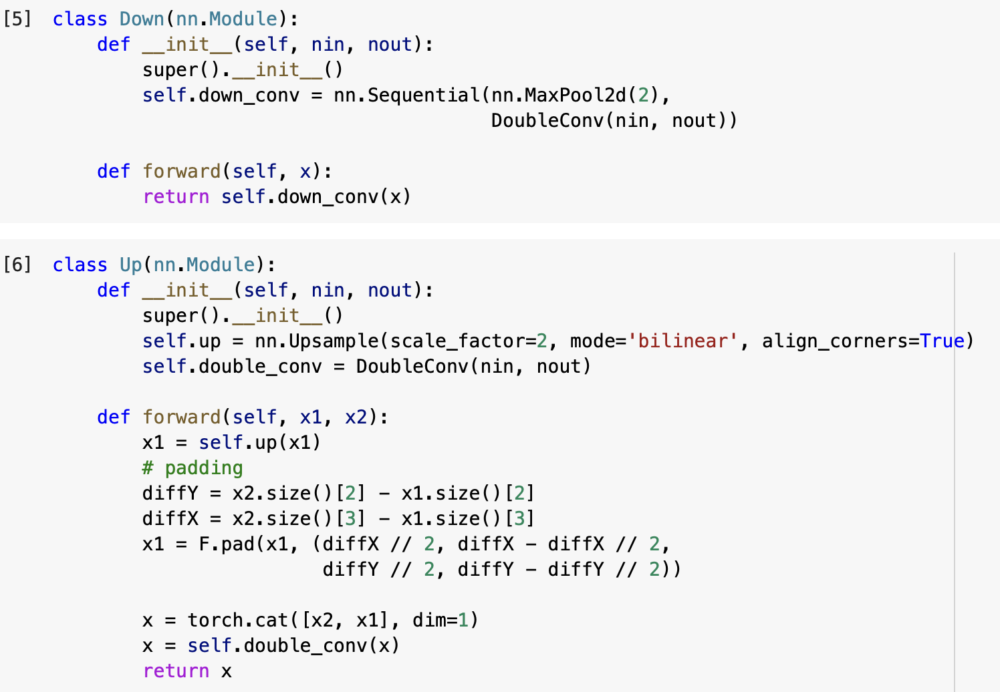 [5] class Down(nn.Module):
    def __init__(self, nin, nout):
        super().__init__()
        self.down_conv = nn.Sequential(nn.MaxPool2d(2),
                                       DoubleConv(nin, nout))

    def forward(self, x):
        return self.down_conv(x)

[6] class Up(nn.Module):
    def __init__(self, nin, nout):
        super().__init__()
        self.up = nn.Upsample(scale_factor=2, mode='bilinear', align_corners=True)
        self.double_conv = DoubleConv(nin, nout)

    def forward(self, x1, x2):
        x1 = self.up(x1)
        # padding
        diffY = x2.size()[2] - x1.size()[2]
        diffX = x2.size()[3] - x1.size()[3]
        x1 = F.pad(x1, (diffX // 2, diffX - diffX // 2,
                        diffY // 2, diffY - diffY // 2))

        x = torch.cat([x2, x1], dim=1)
        x = self.double_conv(x)
        return x